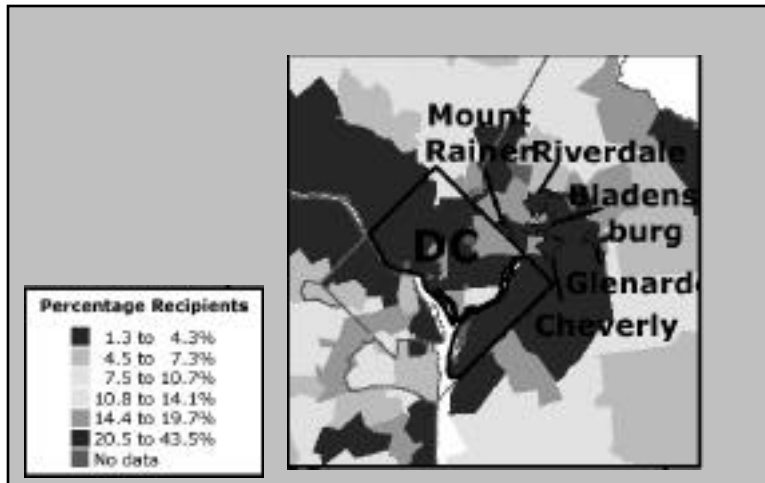 Mount
Rainer
Riverdale
Bladens
burg
DC
Glenard
Cheverly
Percentage Recipients
1.3 to 4.3%
4.5 to 7.3%
7.5 to 10.7%
10.8 to 14.1%
14.4 to 19.7%
20.5 to 43.5%
No data